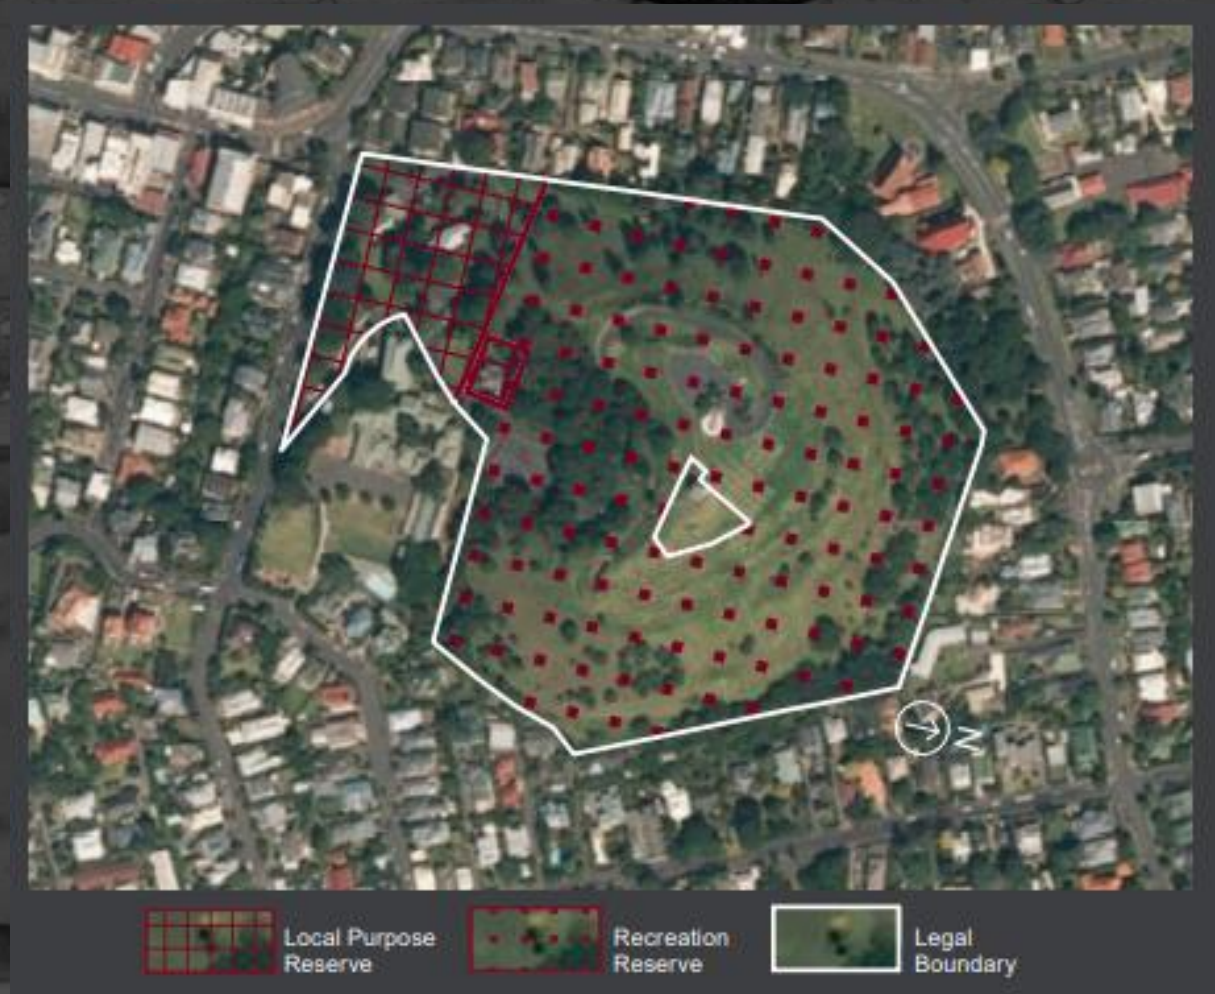 N
Local Purpose
Reserve
Recreation
Reserve
Legal
Boundary